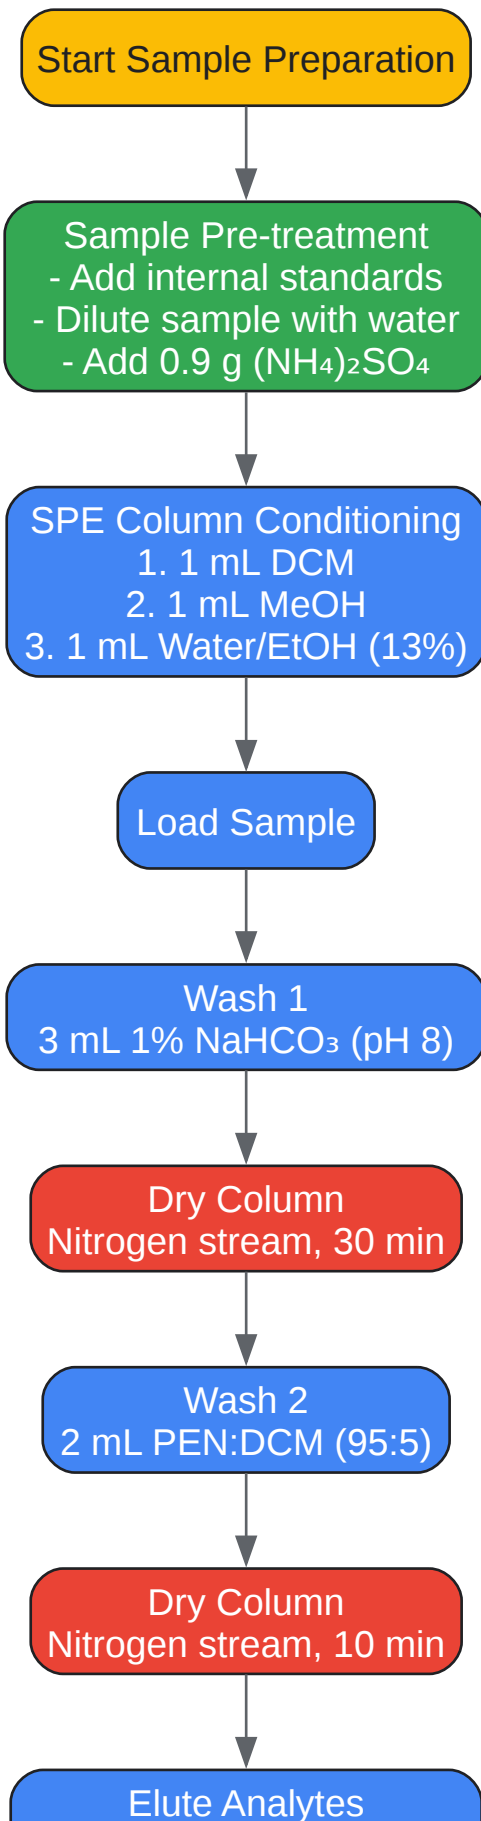 Start Sample Preparation
Sample Pre-treatment
- Add internal standards
- Dilute sample with water
- Add 0.9 g (NH₄)₂SO₄
SPE Column Conditioning
1. 1 mL DCM
2. 1 mL MeOH
3. 1 mL Water/EtOH (13%)
Load Sample
Wash 1
3 mL 1% NaHCO₃ (pH 8)
Dry Column
Nitrogen stream, 30 min
Wash 2
2 mL PEN:DCM (95:5)
Dry Column
Nitrogen stream, 10 min
Elute Analytes